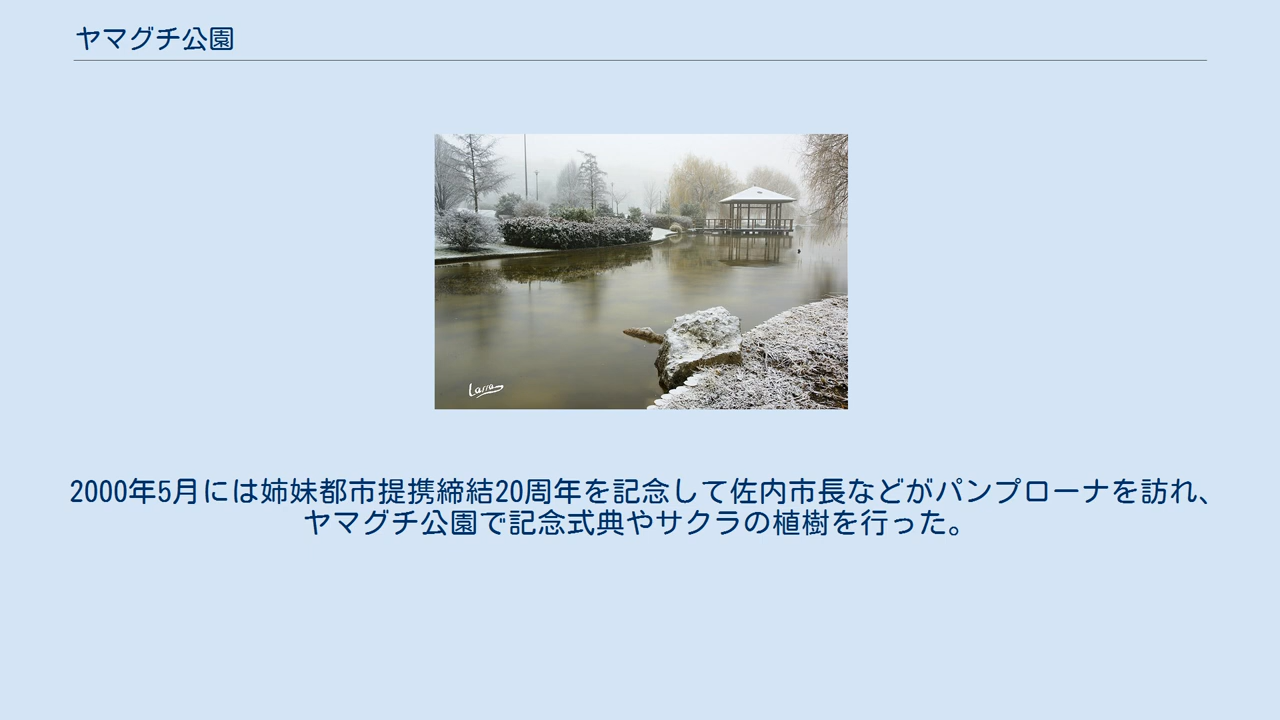 ヤマグチ公園
Larra
2000年5月には姉妹都市提携締結20周年を記念して佐内市長などがパンプローナを訪れ、
ヤマグチ公園で記念式典やサクラの植樹を行った。